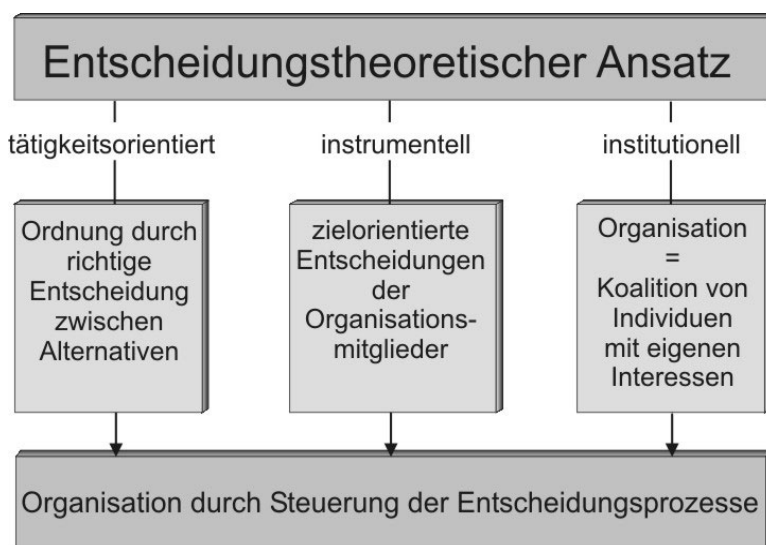 Entscheidungstheoretischer Ansatz
tätigkeitsorientiert
instrumentell
institutionell
Ordnung durch
richtige
Entscheidung
zwischen
Alternativen
zielorientierte
Entscheidungen
der
Organisations-
mitglieder
Organisation
=
Koalition von
Individuen
mit eigenen
Interessen
Organisation durch Steuerung der Entscheidungsprozesse